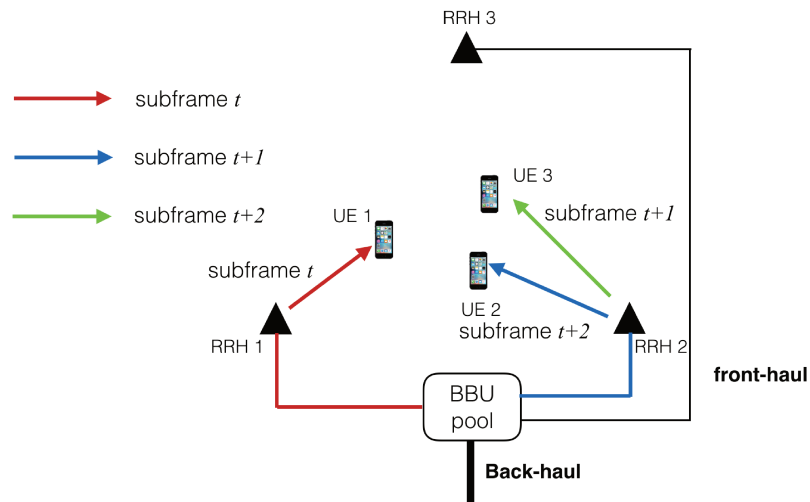 RRH 3
subframe t
subframe t+1
subframe t+2
UE 3
UE 1
subframe t+1
subframe t
UE 2
subframe t+2
RRH 1
RRH 2
front-haul
BBU
pool
Back-haul